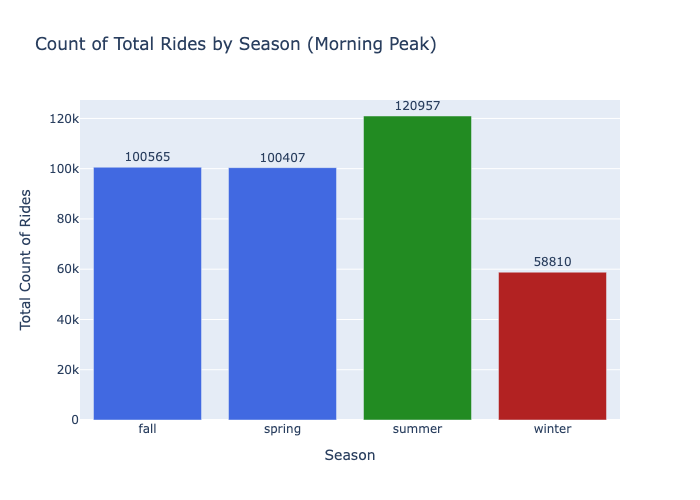 Count of Total Rides by Season (Morning Peak)
120957
120k
100565
100407
100k
80k
58810
60k
40k
20k
0
Total Count of Rides
fall spring summer winter
Season